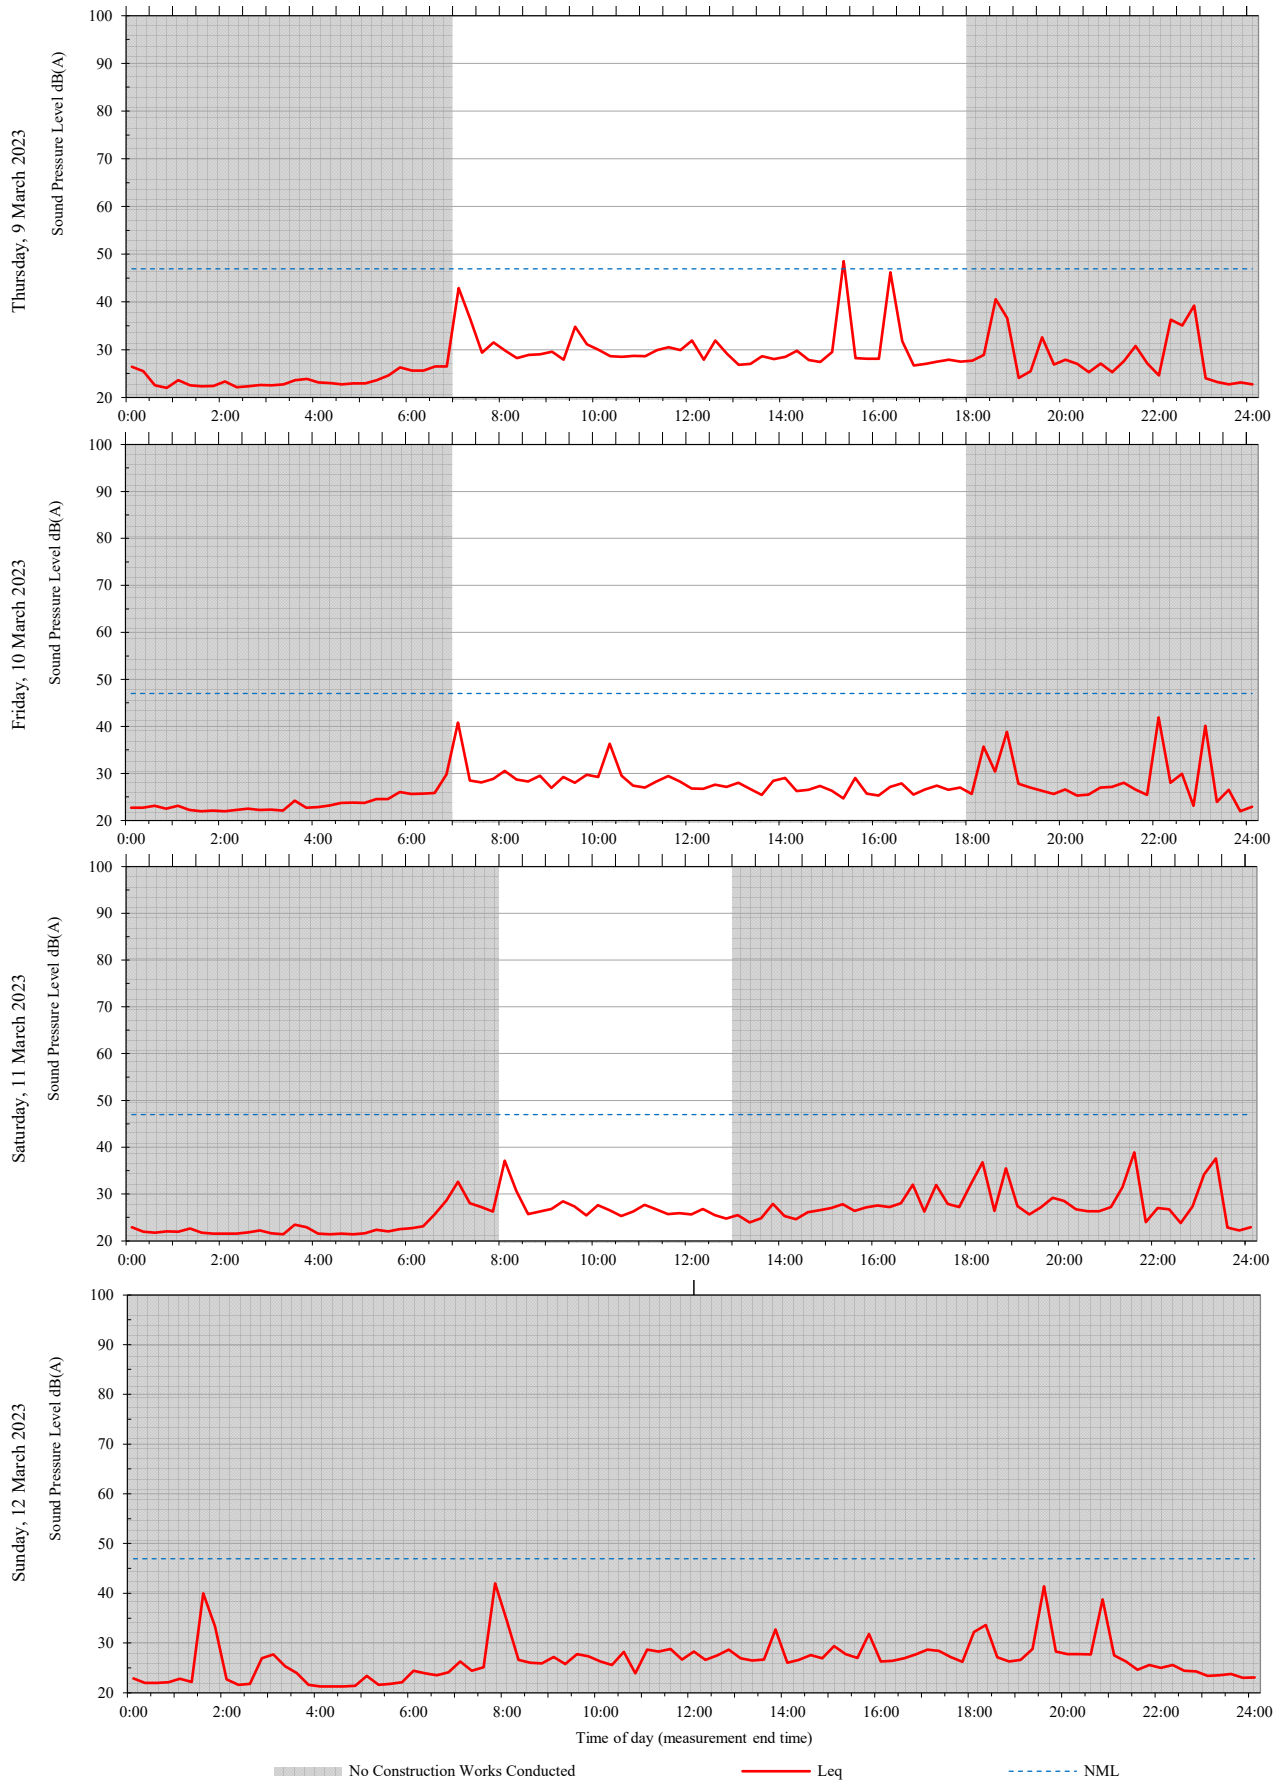 Thursday, 9 March 2023
Sound Pressure Level dB(A)
100
90
80
70
60
50
40
30
20
0:00 2:00 4:00 6:00 8:00 10:00 12:00 14:00 16:00 18:00 20:00 22:00 24:00
Friday, 10 March 2023
Sound Pressure Level dB(A)
100
90
80
70
60
50
40
30
20
0:00 2:00 4:00 6:00 8:00 10:00 12:00 14:00 16:00 18:00 20:00 22:00 24:00
Saturday, 11 March 2023
Sound Pressure Level dB(A)
100
90
80
70
60
50
40
30
20
0:00 2:00 4:00 6:00 8:00 10:00 12:00 14:00 16:00 18:00 20:00 22:00 24:00
Sunday, 12 March 2023
Sound Pressure Level dB(A)
100
90
80
70
60
50
40
30
20
0:00 2:00 4:00 6:00 8:00 10:00 12:00 14:00 16:00 18:00 20:00 22:00 24:00
Time of day (measurement end time)
No Construction Works Conducted Leq NML